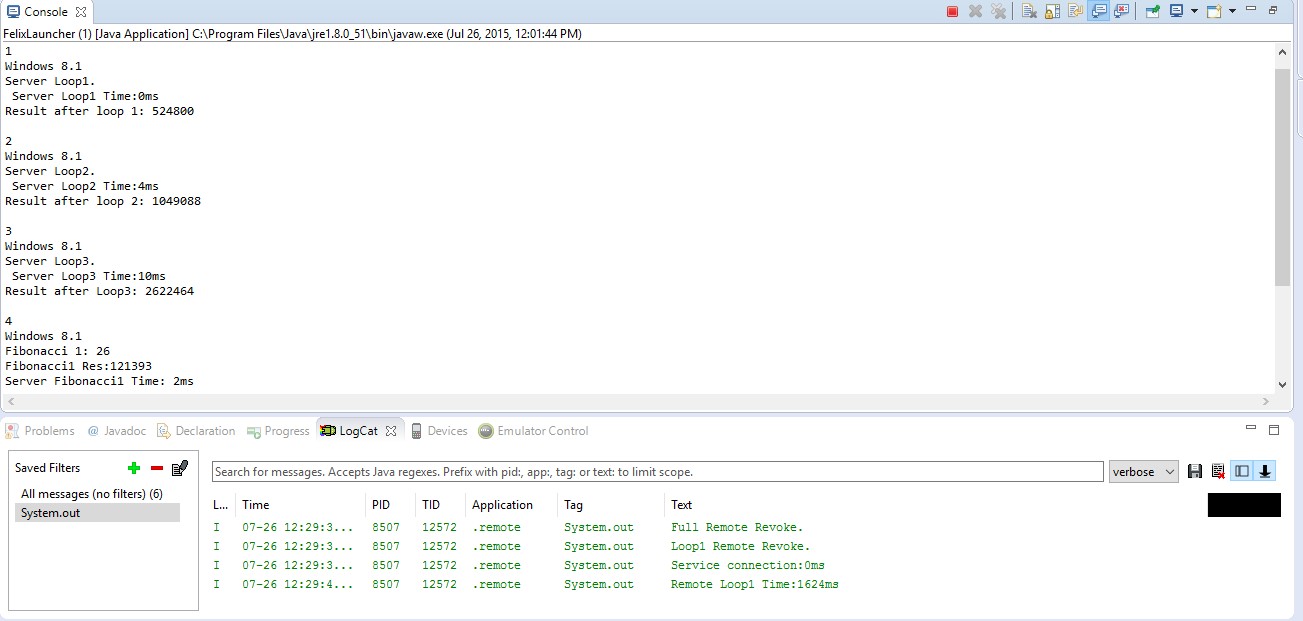 Console
FelixLauncher (1) [Java Application] C:\Program Files\Java\jre1.8.0_51\bin\javaw.exe (Jul 26, 2015, 12:01:44 PM)
1
Windows 8.1
Server Loop1.
Server Loop1 Time:0ms
Result after loop 1: 524800
2
Windows 8.1
Server Loop2.
Server Loop2 Time:4ms
Result after loop 2: 1049088
3
Windows 8.1
Server Loop3.
Server Loop3 Time:10ms
Result after Loop3: 2622464
4
Windows 8.1
Fibonacci 1: 26
Fibonacci1 Res:121393
Server Fibonacci1 Time: 2ms
Problems @ Javadoc Declaration Progress LogCat Devices Emulator Control
Saved Filters
All messages (no filters) (6)
System.out
Search for messages. Accepts Java regexes. Prefix with pid:, app:, tag: or text: to limit scope. verbose
L... Time PID TID Application Tag Text
I 07-26 12:29:3... 8507 12572 .remote System.out Full Remote Revoke.
I 07-26 12:29:3... 8507 12572 .remote System.out Loop1 Remote Revoke.
I 07-26 12:29:3... 8507 12572 .remote System.out Service connection:0ms
I 07-26 12:29:4... 8507 12572 .remote System.out Remote Loop1 Time:1624ms